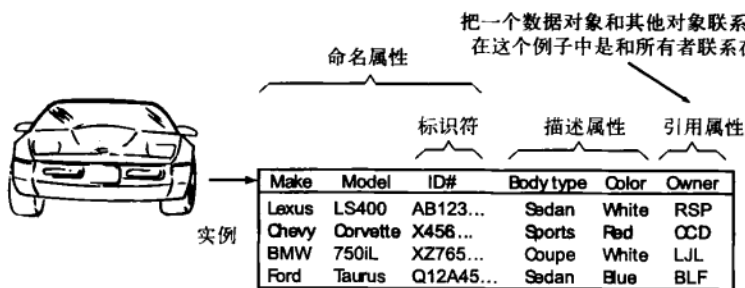 把一个数据对象和其他对象联系
在这个例子中是和所有者联系在
命名属性
标识符 描述属性 引用属性
实例
Make Model ID# Body type Color Owner
Lexus LS400 AB123... Sedan White RSP
Chevy Corvette X456... Sports Red CCD
BMW 750iL XZ765... Coupe White LJL
Ford Taurus Q12A45... Sedan Blue BLF